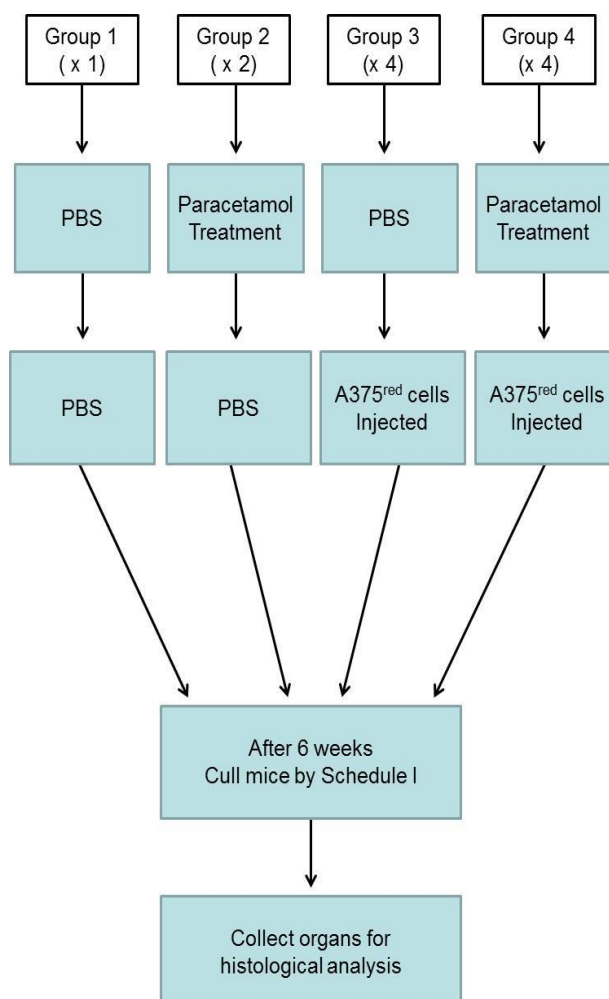 Group 1
( x 1)
Group 2
( x 2)
Group 3
(x 4)
Group 4
(x 4)
PBS
Paracetamol
Treatment
PBS
Paracetamol
Treatment
PBS
PBS
A375red cells
Injected
A375red cells
Injected
After 6 weeks
Cull mice by Schedule I
Collect organs for
histological analysis